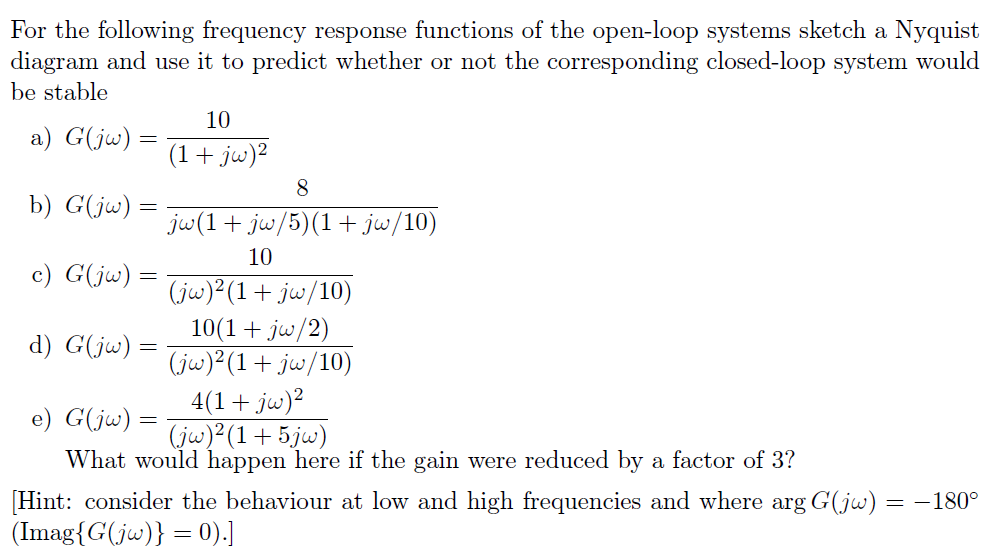 For the following frequency response functions of the open-loop systems sketch a Nyquist
diagram and use it to predict whether or not the corresponding closed-loop system would
be stable
a) G(jω) = 10 / (1 + jω)²
b) G(jω) = 8 / jω(1 + jω/5)(1 + jω/10)
c) G(jω) = 10 / (jω)²(1 + jω/10)
d) G(jω) = 10(1 + jω/2) / (jω)²(1 + jω/10)
e) G(jω) = 4(1 + jω)² / (jω)²(1 + 5jω)
What would happen here if the gain were reduced by a factor of 3?
[Hint: consider the behaviour at low and high frequencies and where arg G(jω) = −180°
(Imag{G(jω)} = 0).]